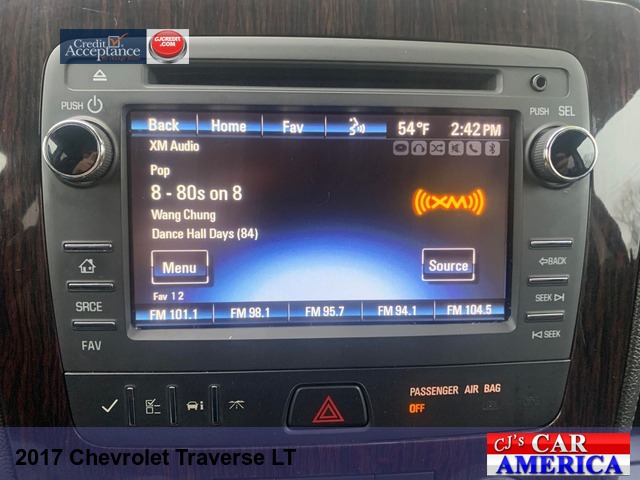 Credit Acceptance
CJCREDIT.COM
PUSH
PUSH SEL
Back Home Fav 54°F 2:42 PM
XM Audio
Pop
8 - 80s on 8
Wang Chung
Dance Hall Days (84)
((XM))
Menu Source
Fav 1 2
FM 101.1 FM 98.1 FM 95.7 FM 94.1 FM 104.5
BACK
SEEK
SEEK
SRCE
FAV
PASSENGER AIR BAG
OFF
2017 Chevrolet Traverse LT
CJ's CAR
AMERICA